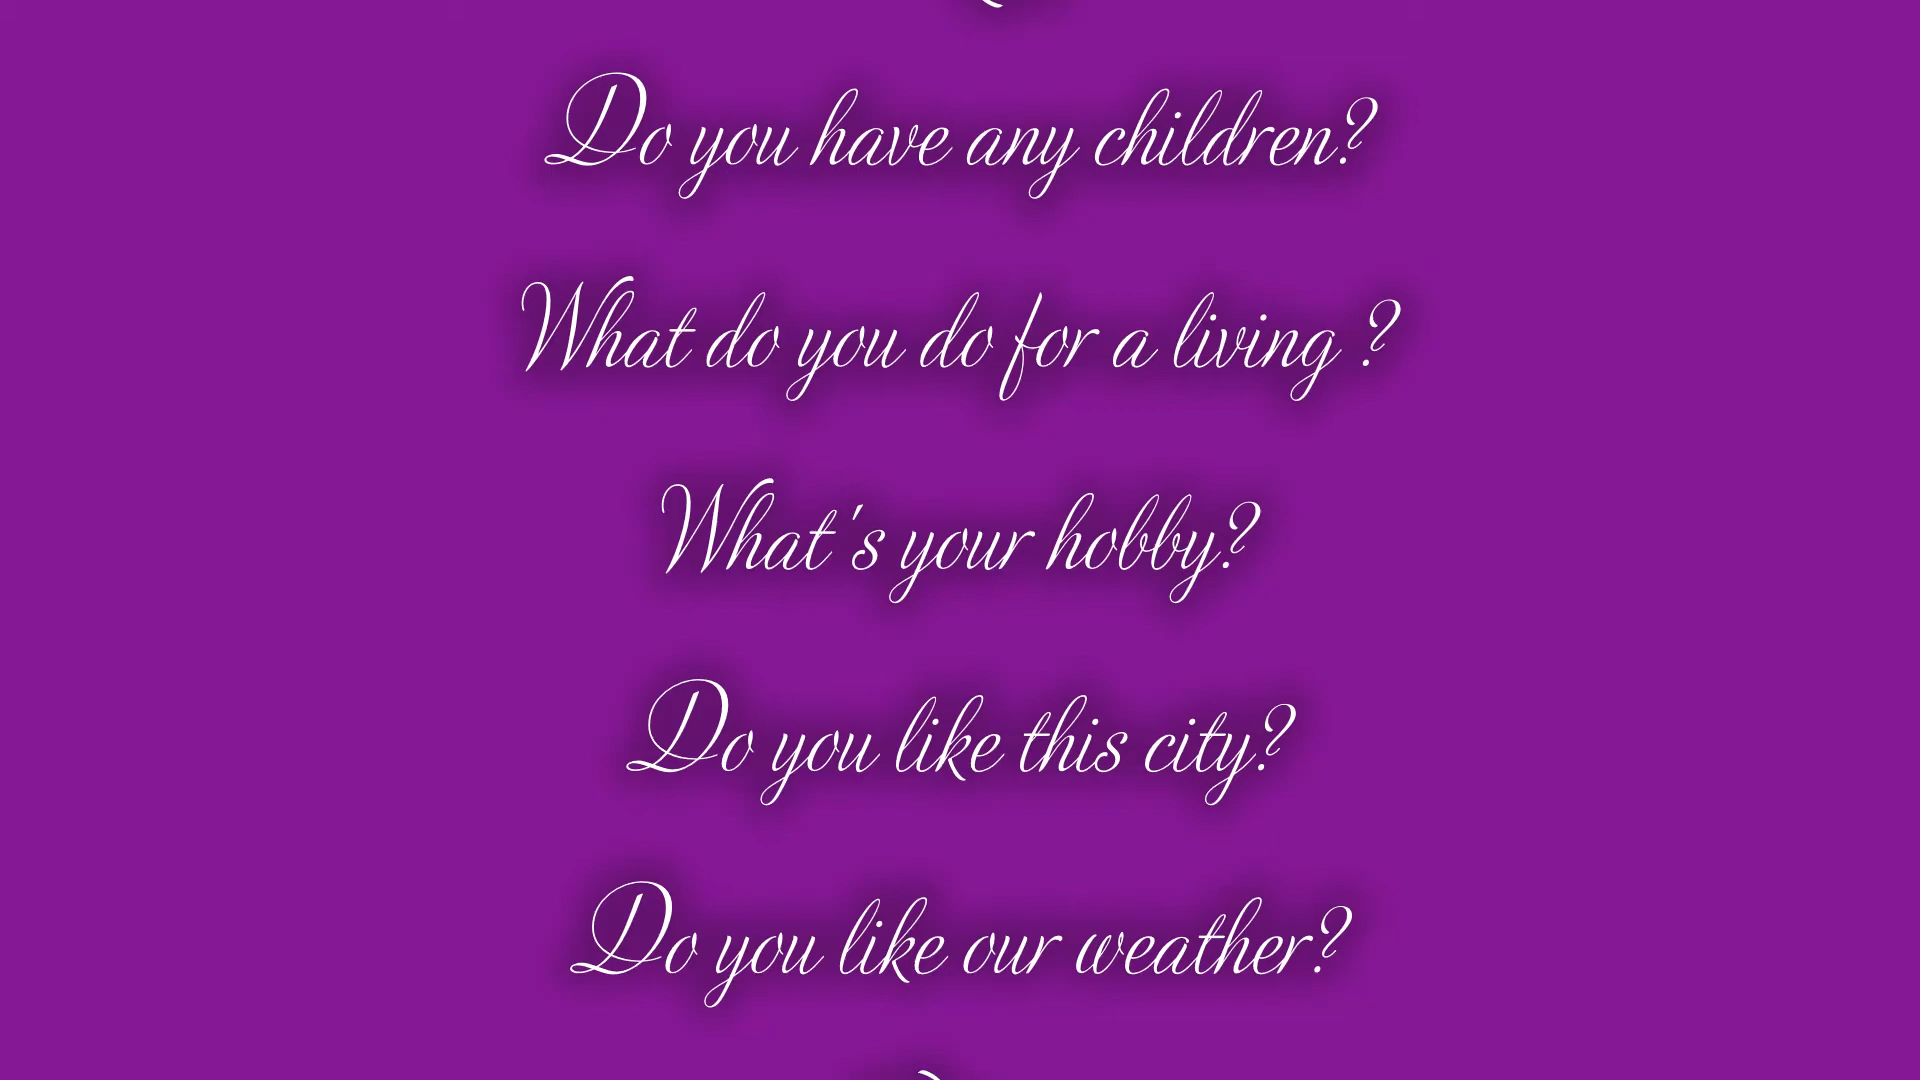 Do you have any children?
What do you do for a living ?
What's your hobby?
Do you like this city?
Do you like our weather?